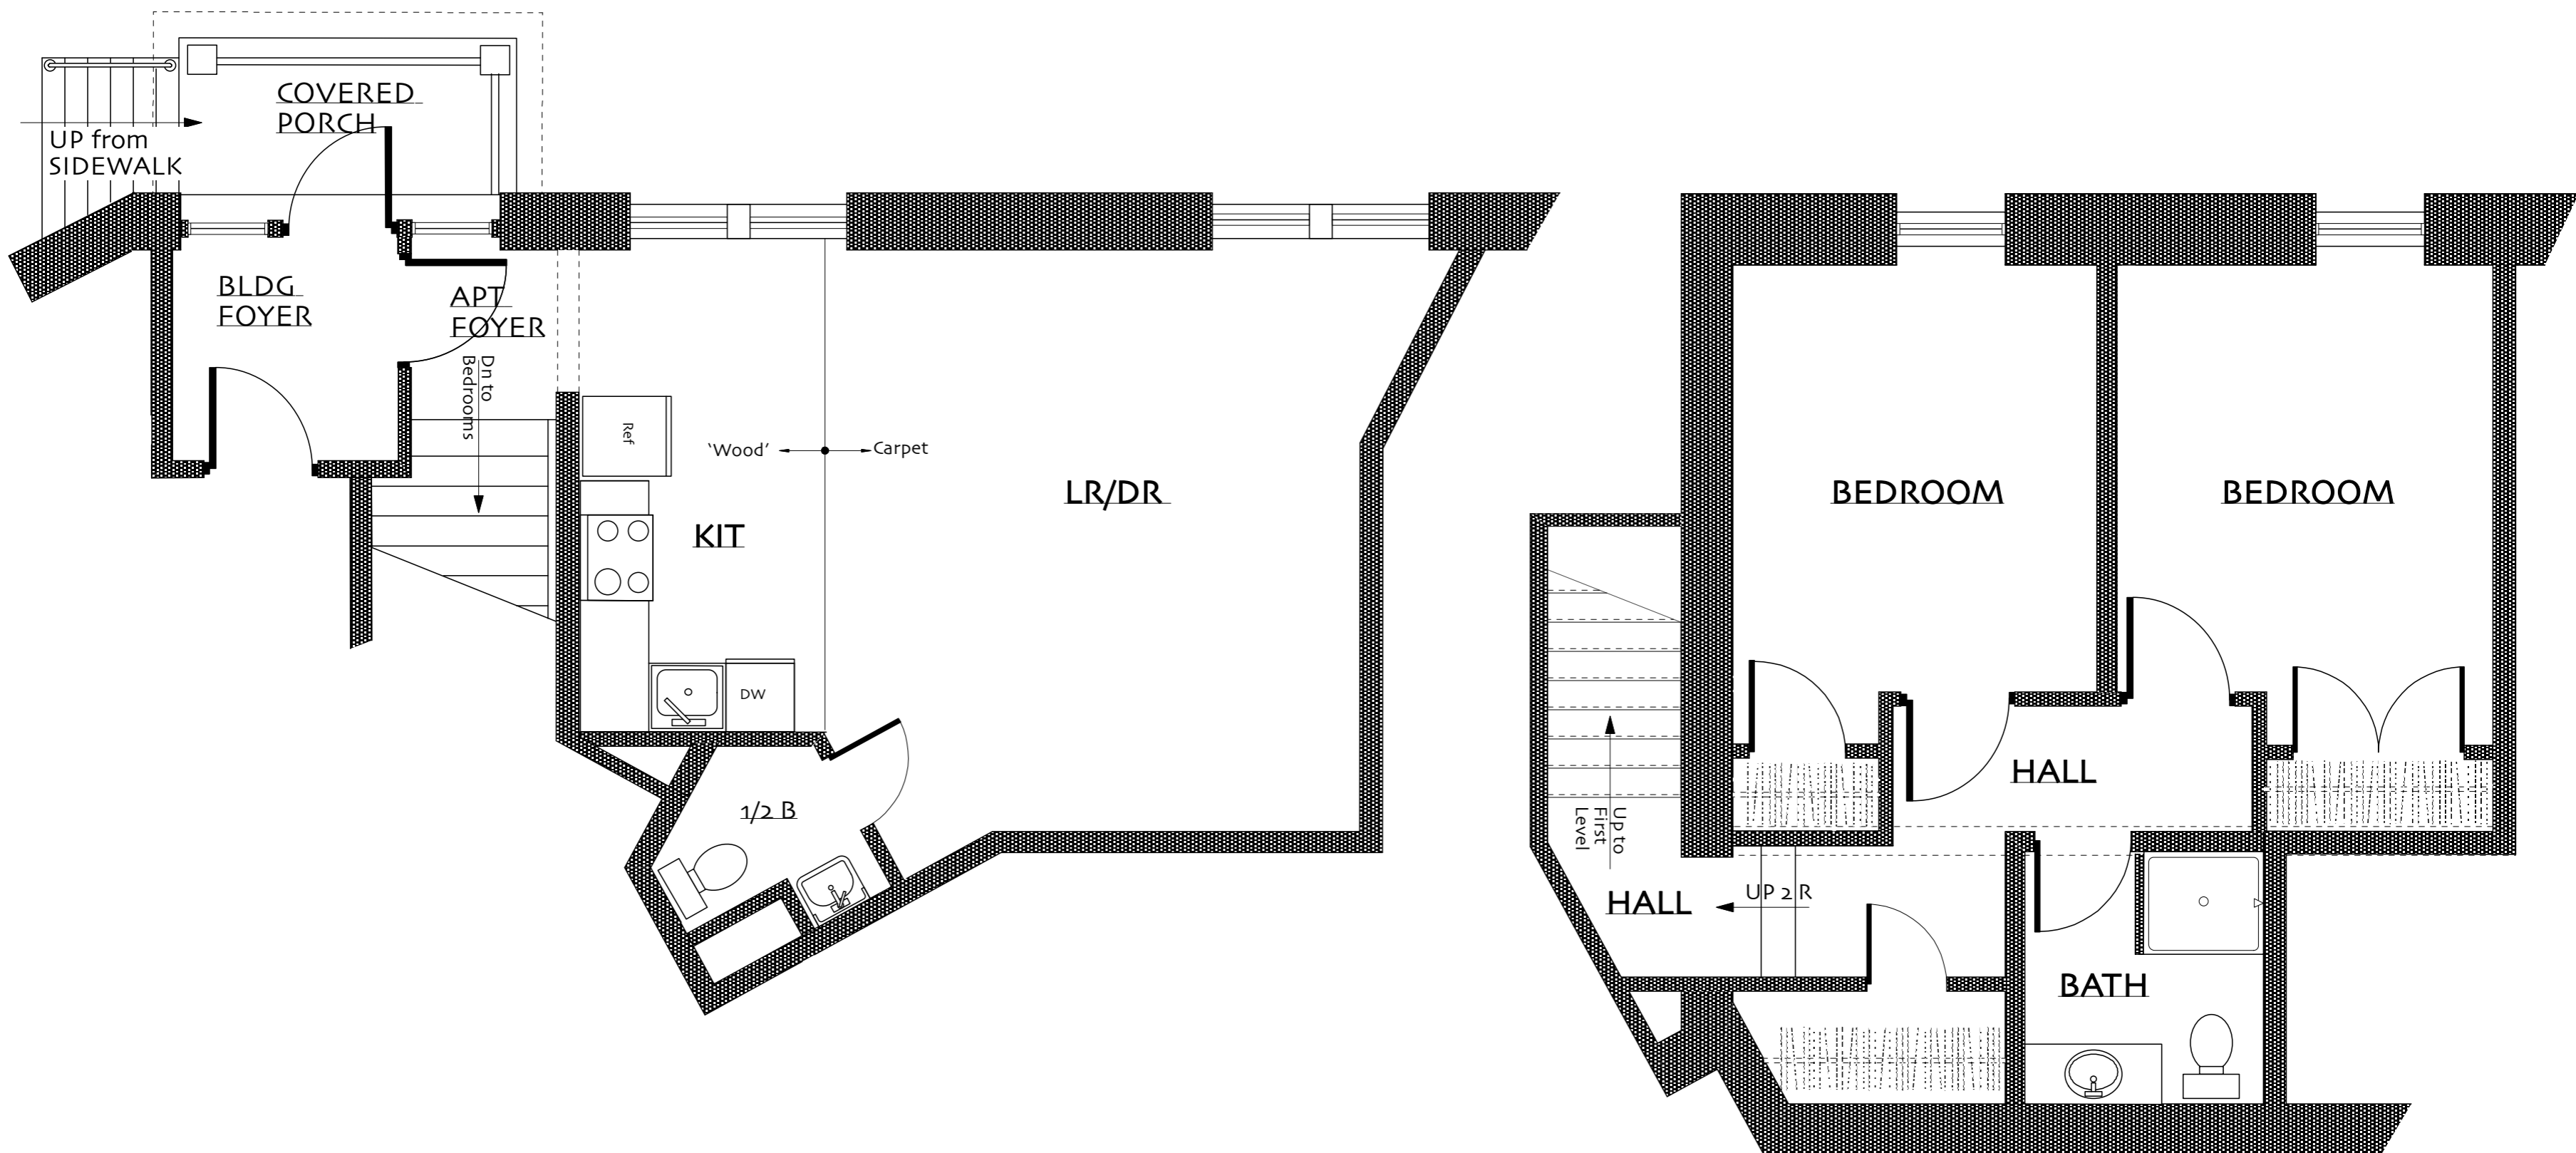 COVERED
PORCH
UP from
SIDEWALK
BLDG
FOYER
APT
FOYER
Dn to
Bedrooms
Ref
'Wood'
Carpet
LR/DR
KIT
DW
1/2 B
BEDROOM
BEDROOM
HALL
Up to
First
Level
HALL
UP 2 R
BATH